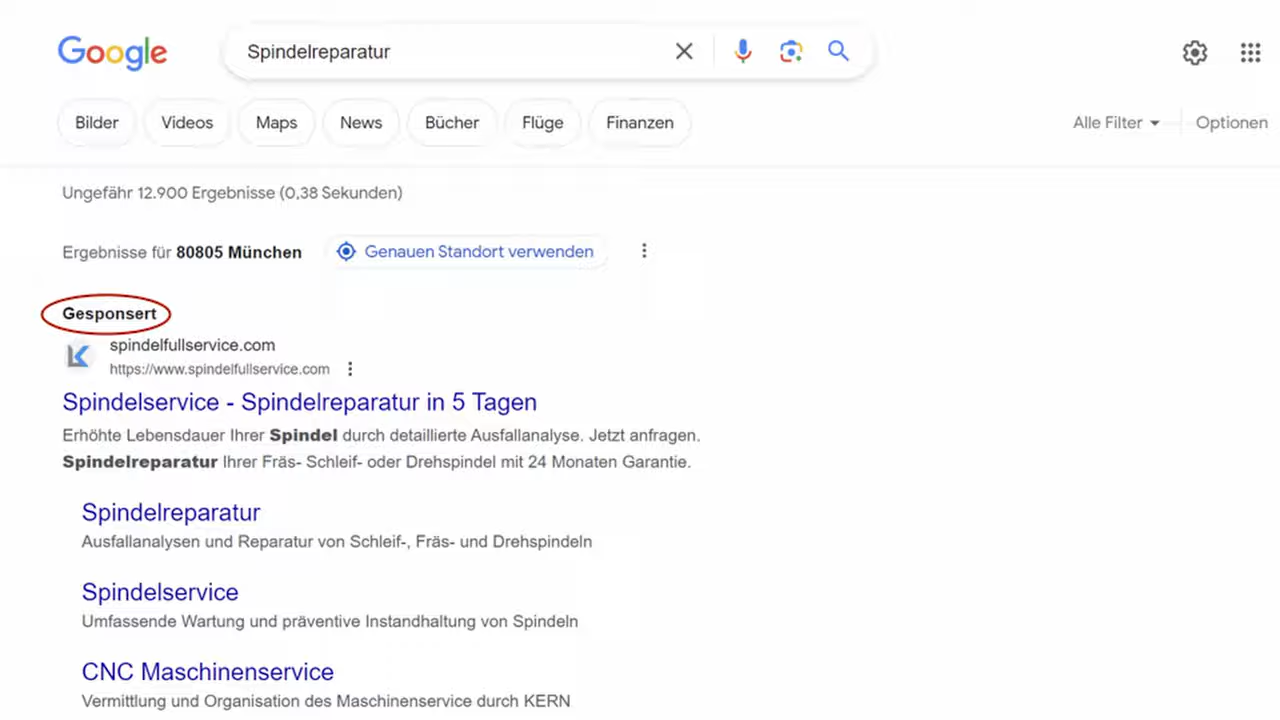 Google
Spindelreparatur
Bilder Videos Maps News Bücher Flüge Finanzen Alle Filter Optionen
Ungefähr 12.900 Ergebnisse (0,38 Sekunden)
Ergebnisse für 80805 München Genauen Standort verwenden
Gesponsert
spindelfullservice.com
https://www.spindelfullservice.com
Spindelservice - Spindelreparatur in 5 Tagen
Erhöhte Lebensdauer Ihrer Spindel durch detaillierte Ausfallanalyse. Jetzt anfragen.
Spindelreparatur Ihrer Fräs- Schleif- oder Drehspindel mit 24 Monaten Garantie.
Spindelreparatur
Ausfallanalysen und Reparatur von Schleif-, Fräs- und Drehspindeln
Spindelservice
Umfassende Wartung und präventive Instandhaltung von Spindeln
CNC Maschinenservice
Vermittlung und Organisation des Maschinenservice durch KERN